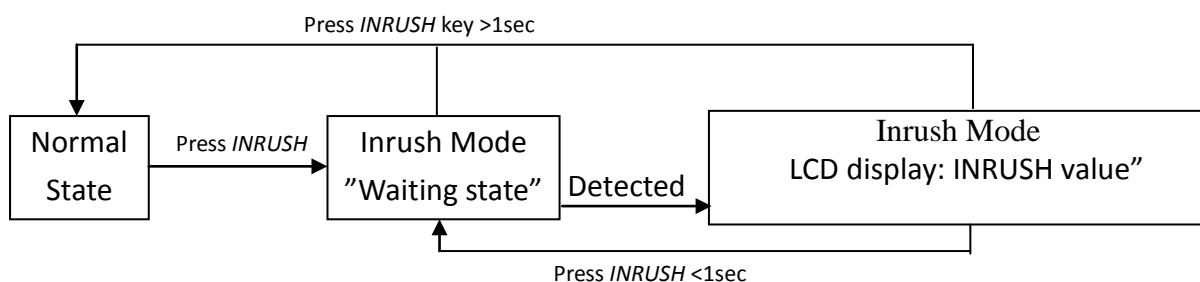 Press INRUSH key >1sec
Normal
State
Press INRUSH
Inrush Mode
”Waiting state”
Detected
Inrush Mode
LCD display: INRUSH value”
Press INRUSH <1sec